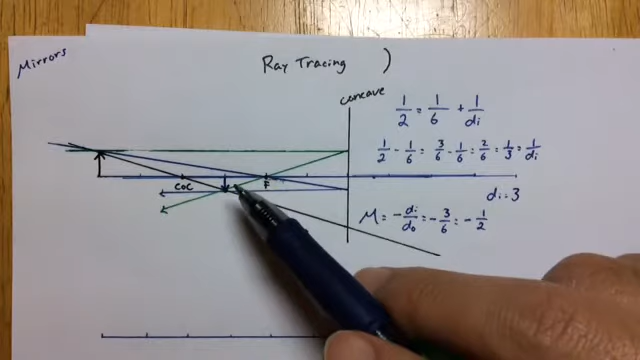 Mirrors
Ray Tracing )
concave
1/2 = 1/6 + 1/di
1/2 - 1/6 = 3/6 - 1/6 = 2/6 = 1/3 = 1/di
COC
F
di = 3
M = -di/do = -3/6 = -1/2